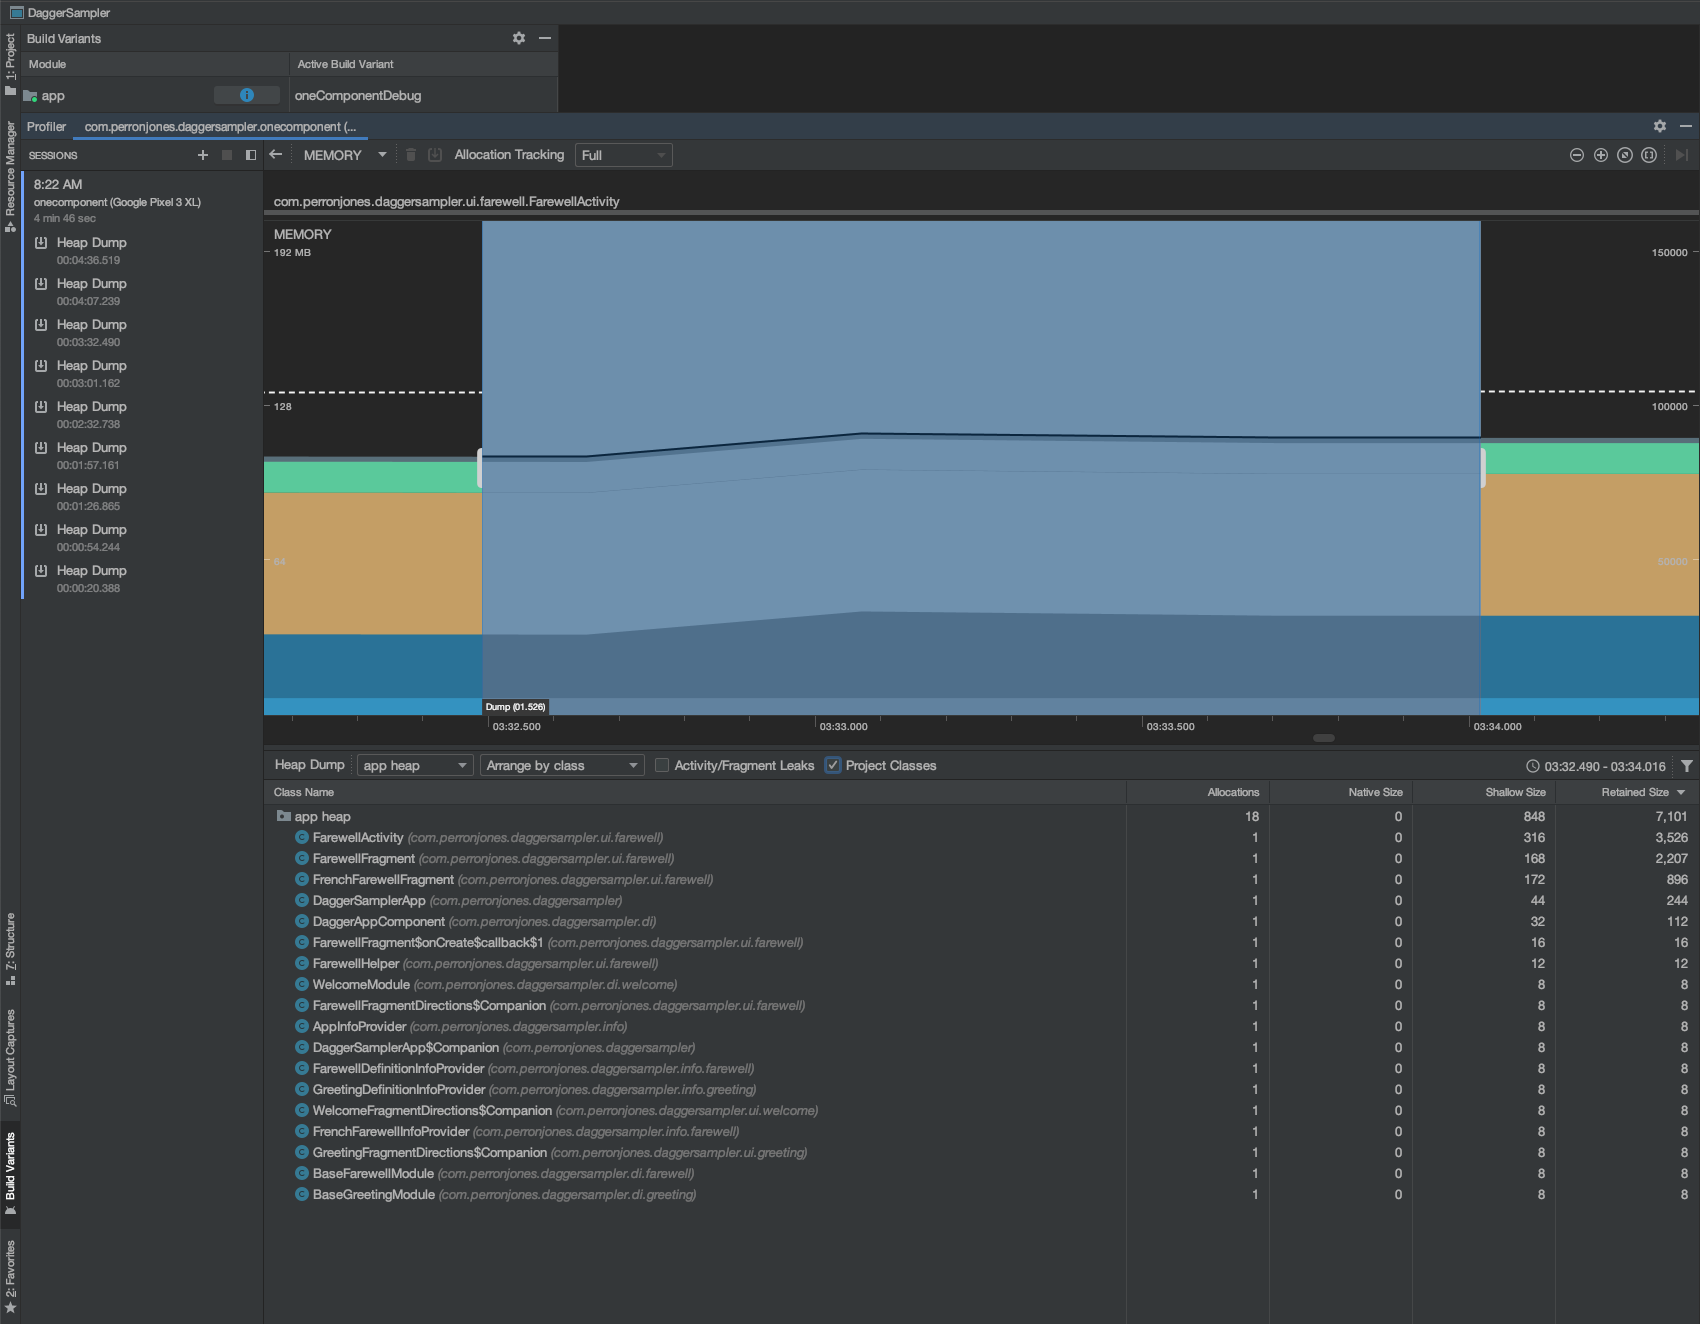 DaggerSampler
Build Variants
Module
Active Build Variant
app
oneComponentDebug
Profiler
com.perronjones.daggersampler.onecomponent (...
SESSIONS
MEMORY
Allocation Tracking
Full
8:22 AM
onecomponent (Google Pixel 3 XL)
4 min 46 sec
Heap Dump
00:04:36.519
Heap Dump
00:04:07.239
Heap Dump
00:03:32.490
Heap Dump
00:03:01.162
Heap Dump
00:02:32.738
Heap Dump
00:01:57.161
Heap Dump
00:01:26.865
Heap Dump
00:00:54.244
Heap Dump
00:00:20.388
com.perronjones.daggersampler.ui.farewell.FarewellActivity
MEMORY
192 MB
150000
128
100000
64
50000
Dump (01.526)
03:32.500
03:33.000
03:33.500
03:34.000
Heap Dump
app heap
Arrange by class
Activity/Fragment Leaks
Project Classes
03:32.490 - 03:34.016
Class Name Allocations Native Size Shallow Size Retained Size
app heap 18 0 848 7,101
FarewellActivity (com.perronjones.daggersampler.ui.farewell) 1 0 316 3,526
FarewellFragment (com.perronjones.daggersampler.ui.farewell) 1 0 168 2,207
FrenchFarewellFragment (com.perronjones.daggersampler.ui.farewell) 1 0 172 896
DaggerSamplerApp (com.perronjones.daggersampler) 1 0 44 244
DaggerAppComponent (com.perronjones.daggersampler.di) 1 0 32 112
FarewellFragment$onCreate$callback$1 (com.perronjones.daggersampler.ui.farewell) 1 0 16 16
FarewellHelper (com.perronjones.daggersampler.ui.farewell) 1 0 12 12
WelcomeModule (com.perronjones.daggersampler.di.welcome) 1 0 8 8
FarewellFragmentDirections$Companion (com.perronjones.daggersampler.ui.farewell) 1 0 8 8
AppInfoProvider (com.perronjones.daggersampler.info) 1 0 8 8
DaggerSamplerApp$Companion (com.perronjones.daggersampler) 1 0 8 8
FarewellDefinitionInfoProvider (com.perronjones.daggersampler.info.farewell) 1 0 8 8
GreetingDefinitionInfoProvider (com.perronjones.daggersampler.info.greeting) 1 0 8 8
WelcomeFragmentDirections$Companion (com.perronjones.daggersampler.ui.welcome) 1 0 8 8
FrenchFarewellInfoProvider (com.perronjones.daggersampler.info.farewell) 1 0 8 8
GreetingFragmentDirections$Companion (com.perronjones.daggersampler.ui.greeting) 1 0 8 8
BaseFarewellModule (com.perronjones.daggersampler.di.farewell) 1 0 8 8
BaseGreetingModule (com.perronjones.daggersampler.di.greeting) 1 0 8 8
1: Project
Resource Manager
7: Structure
Layout Captures
Build Variants
2: Favorites